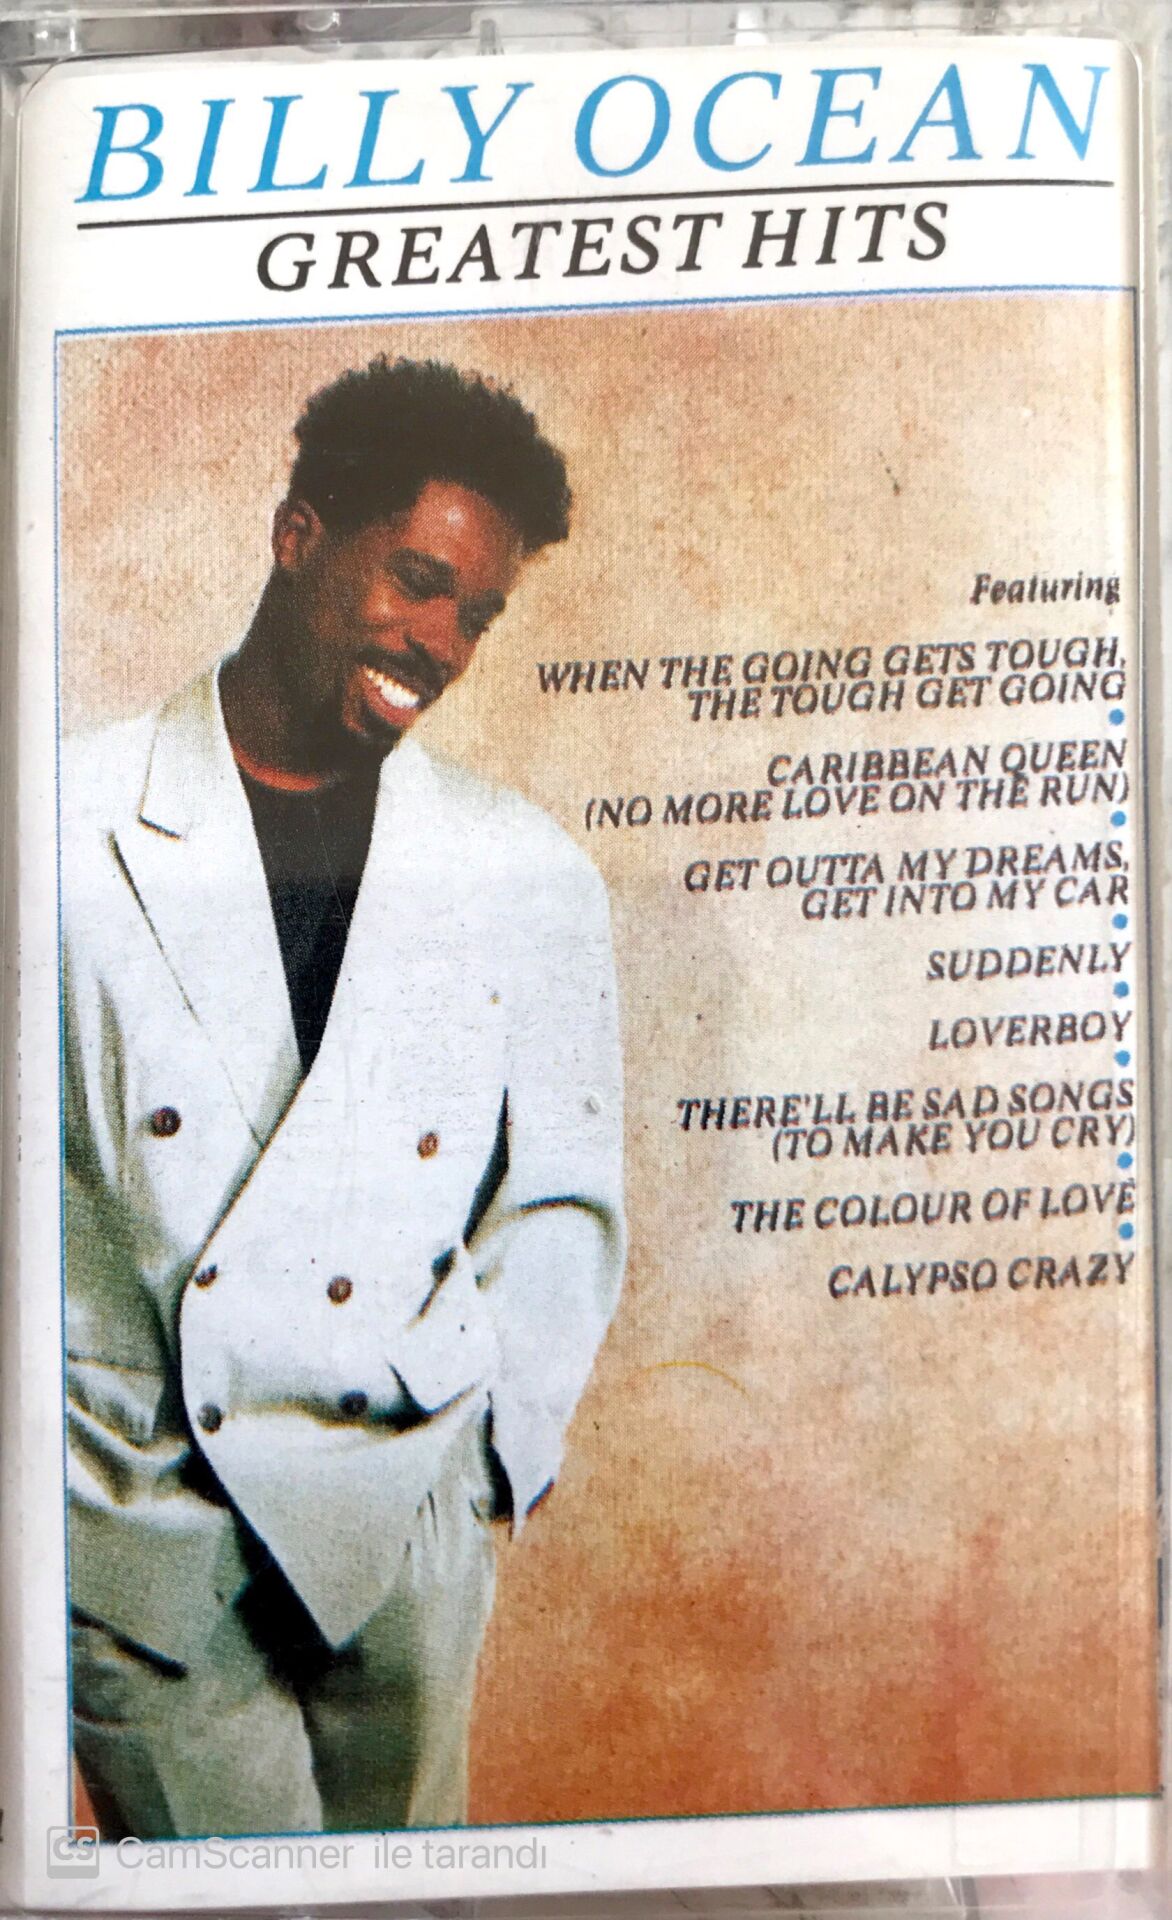 BILLY OCEAN
GREATEST HITS
Featuring
WHEN THE GOING GETS TOUGH,
THE TOUGH GET GOING
CARIBBEAN QUEEN
(NO MORE LOVE ON THE RUN)
GET OUTTA MY DREAMS,
GET INTO MY CAR
SUDDENLY
LOVERBOY
THERE'LL BE SAD SONGS
(TO MAKE YOU CRY)
THE COLOUR OF LOVE
CALYPSO CRAZY
CS CamScanner ile tarandı